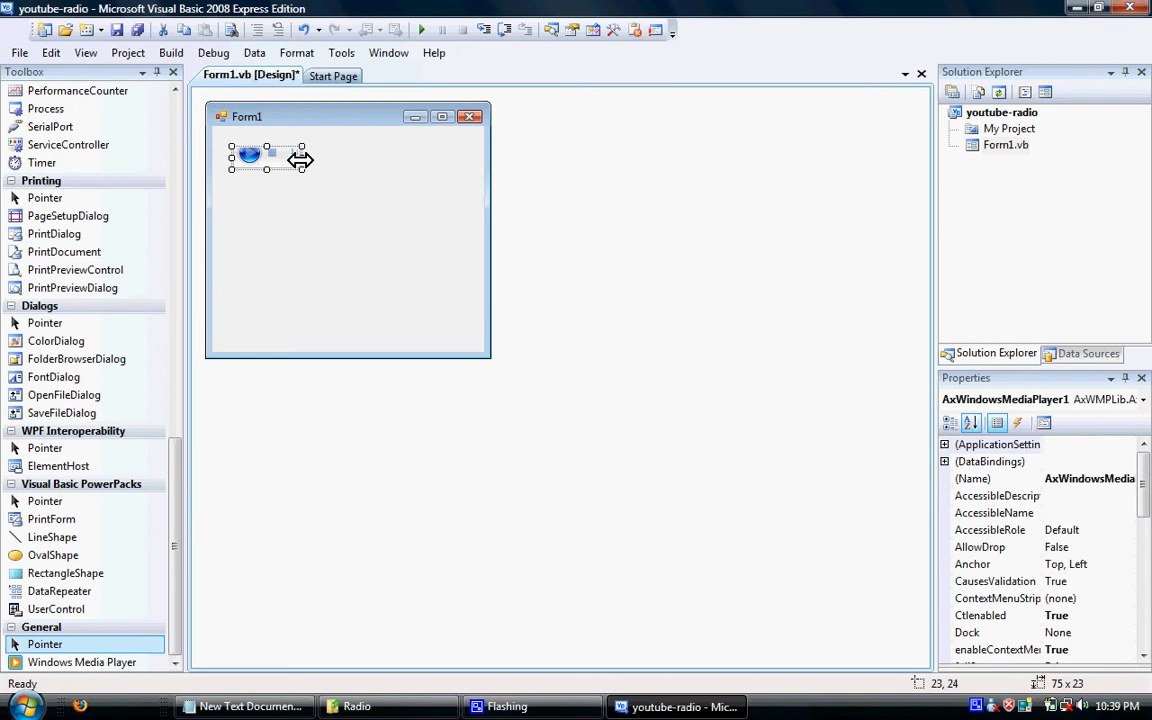 youtube-radio - Microsoft Visual Basic 2008 Express Edition
File Edit View Project Build Debug Data Format Tools Window Help
Toolbox
PerformanceCounter
Process
SerialPort
ServiceController
Timer
Printing
Pointer
PageSetupDialog
PrintDialog
PrintDocument
PrintPreviewControl
PrintPreviewDialog
Dialogs
Pointer
ColorDialog
FolderBrowserDialog
FontDialog
OpenFileDialog
SaveFileDialog
WPF Interoperability
Pointer
ElementHost
Visual Basic PowerPacks
Pointer
PrintForm
LineShape
OvalShape
RectangleShape
DataRepeater
UserControl
General
Pointer
Windows Media Player
Form1.vb [Design]* Start Page
Form1
Solution Explorer
youtube-radio
My Project
Form1.vb
Solution Explorer Data Sources
Properties
AxWindowsMediaPlayer1 AxWMPLib.A
(ApplicationSettin
(DataBindings)
(Name) AxWindowsMedia
AccessibleDescrip
AccessibleName
AccessibleRole Default
AllowDrop False
Anchor Top, Left
CausesValidation True
ContextMenuStrip (none)
Ctlenabled True
Dock None
enableContextMen True
Ready 23, 24 75 x 23
New Text Documen... Radio Flashing youtube-radio - Mic... 10:39 PM